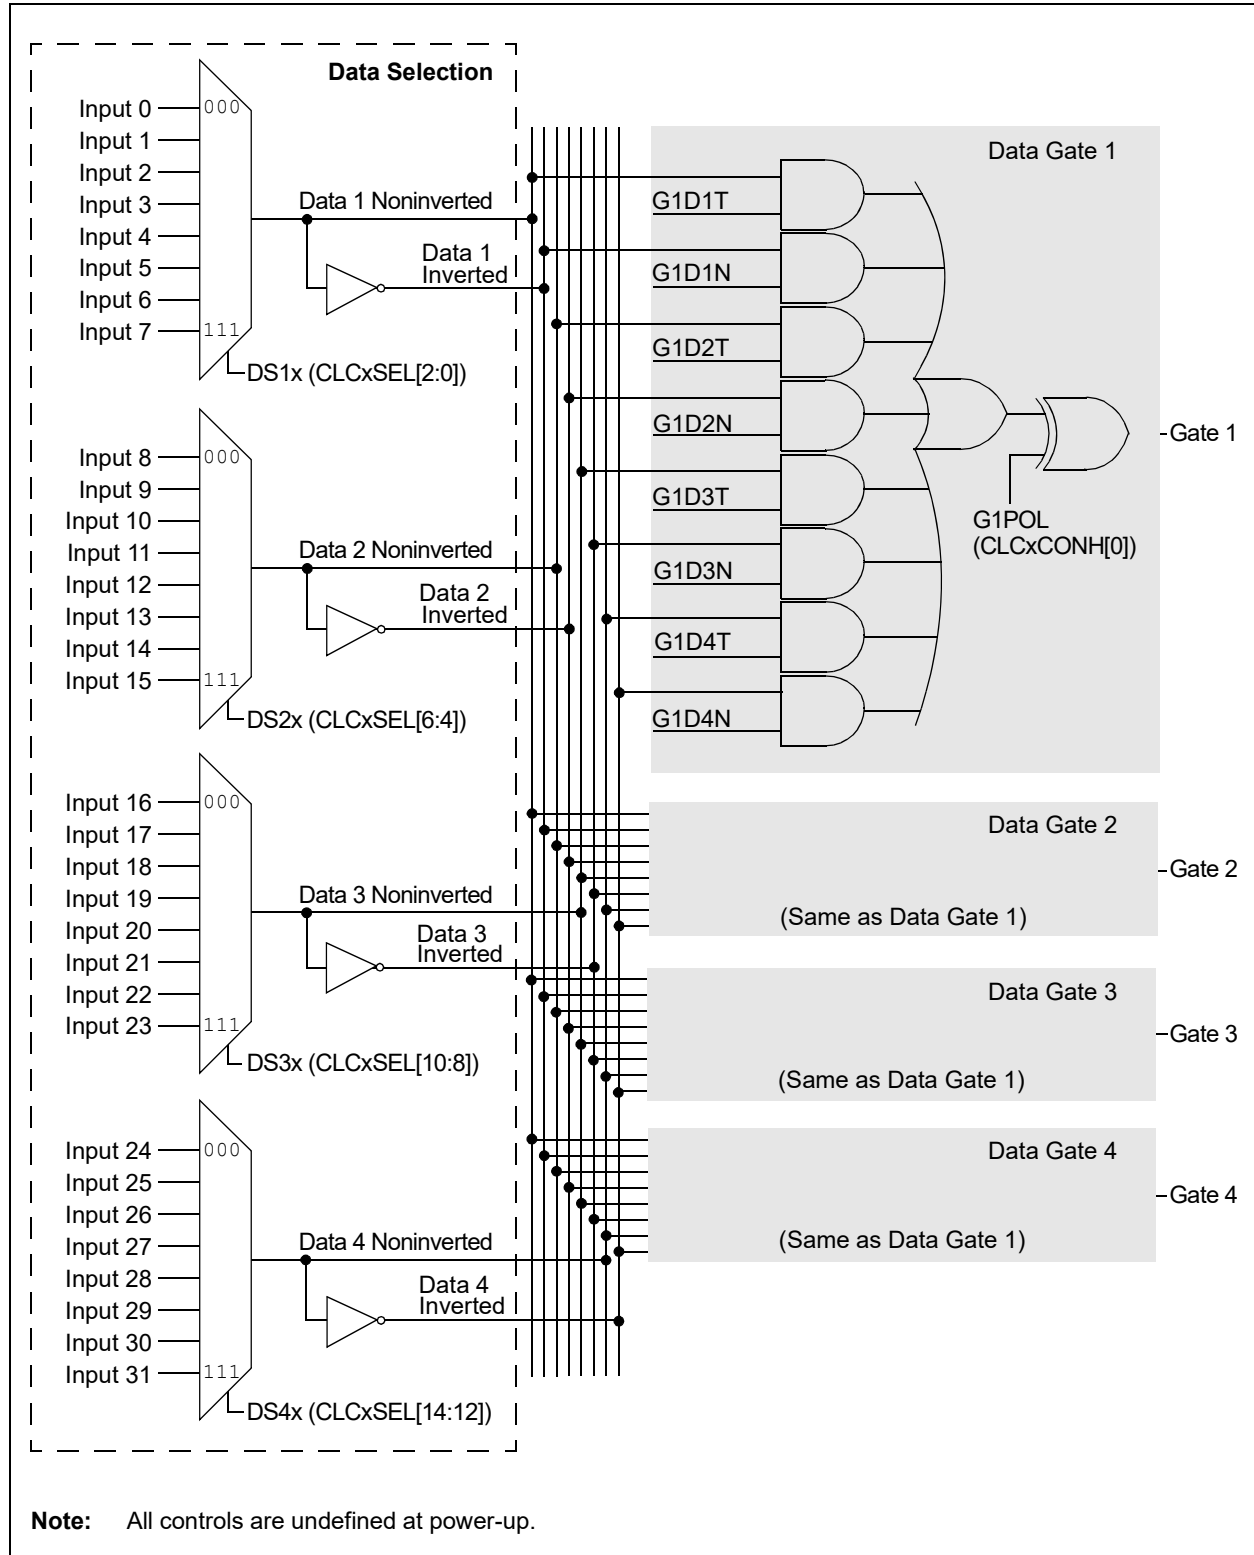 Data Selection
Input 0
000
Input 1
Input 2
Input 3
Input 4
Input 5
Input 6
Input 7
111
Data 1 Noninverted
Data 1
Inverted
DS1x (CLCxSEL[2:0])
Input 8
000
Input 9
Input 10
Input 11
Input 12
Input 13
Input 14
Input 15
111
Data 2 Noninverted
Data 2
Inverted
DS2x (CLCxSEL[6:4])
Input 16
000
Input 17
Input 18
Input 19
Input 20
Input 21
Input 22
Input 23
111
Data 3 Noninverted
Data 3
Inverted
DS3x (CLCxSEL[10:8])
Input 24
000
Input 25
Input 26
Input 27
Input 28
Input 29
Input 30
Input 31
111
Data 4 Noninverted
Data 4
Inverted
DS4x (CLCxSEL[14:12])
Data Gate 1
G1D1T
G1D1N
G1D2T
G1D2N
G1D3T
G1D3N
G1D4T
G1D4N
G1POL
(CLCxCONH[0])
Gate 1
Data Gate 2
(Same as Data Gate 1)
Gate 2
Data Gate 3
(Same as Data Gate 1)
Gate 3
Data Gate 4
(Same as Data Gate 1)
Gate 4
Note: All controls are undefined at power-up.